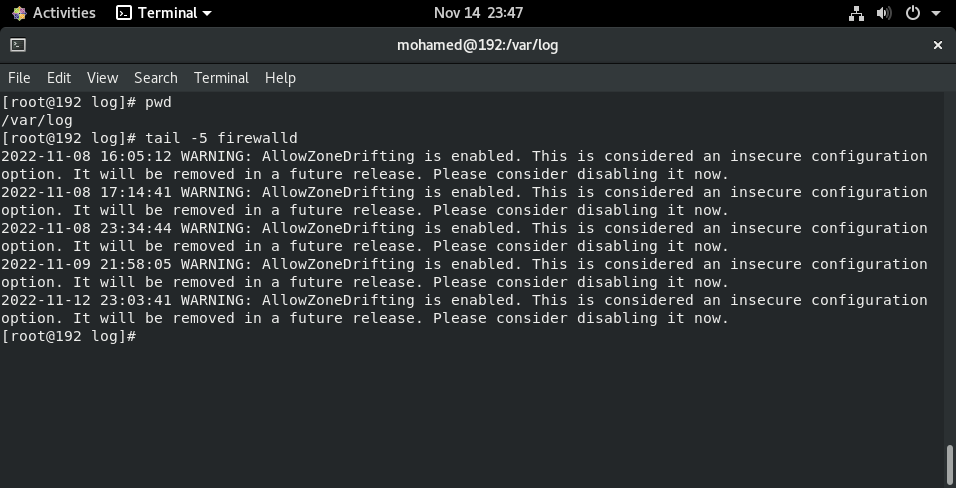 Activities Terminal Nov 14 23:47
mohamed@192:/var/log ×
File Edit View Search Terminal Help
[root@192 log]# pwd
/var/log
[root@192 log]# tail -5 firewalld
2022-11-08 16:05:12 WARNING: AllowZoneDrifting is enabled. This is considered an insecure configuration
option. It will be removed in a future release. Please consider disabling it now.
2022-11-08 17:14:41 WARNING: AllowZoneDrifting is enabled. This is considered an insecure configuration
option. It will be removed in a future release. Please consider disabling it now.
2022-11-08 23:34:44 WARNING: AllowZoneDrifting is enabled. This is considered an insecure configuration
option. It will be removed in a future release. Please consider disabling it now.
2022-11-09 21:58:05 WARNING: AllowZoneDrifting is enabled. This is considered an insecure configuration
option. It will be removed in a future release. Please consider disabling it now.
2022-11-12 23:03:41 WARNING: AllowZoneDrifting is enabled. This is considered an insecure configuration
option. It will be removed in a future release. Please consider disabling it now.
[root@192 log]#